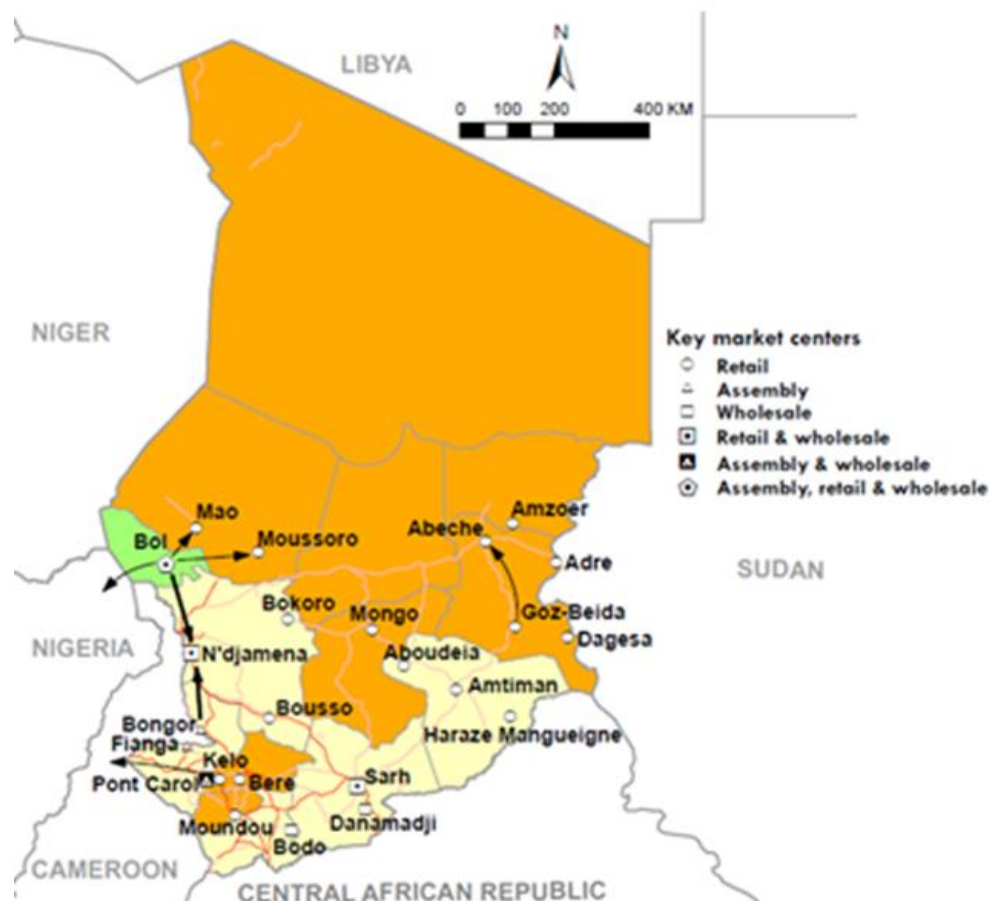 LIBYA
N
0 100 200 400 KM
NIGER
Key market centers
Retail
Assembly
Wholesale
Retail & wholesale
Assembly & wholesale
Assembly, retail & wholesale
Mao
Amzoer
Abeche
Bol
Moussoro
Adre
SUDAN
Bokoro
Mongo
Goz-Beida
Dagesa
NIGERIA
N'djamena
Aboudeia
Amtiman
Bousso
Bongor
Haraze Mangueigne
Fianga
Kelo
Pont Carol
Bere
Sarh
Moundou
Danamadji
Bodo
CAMEROON
CENTRAL AFRICAN REPUBLIC